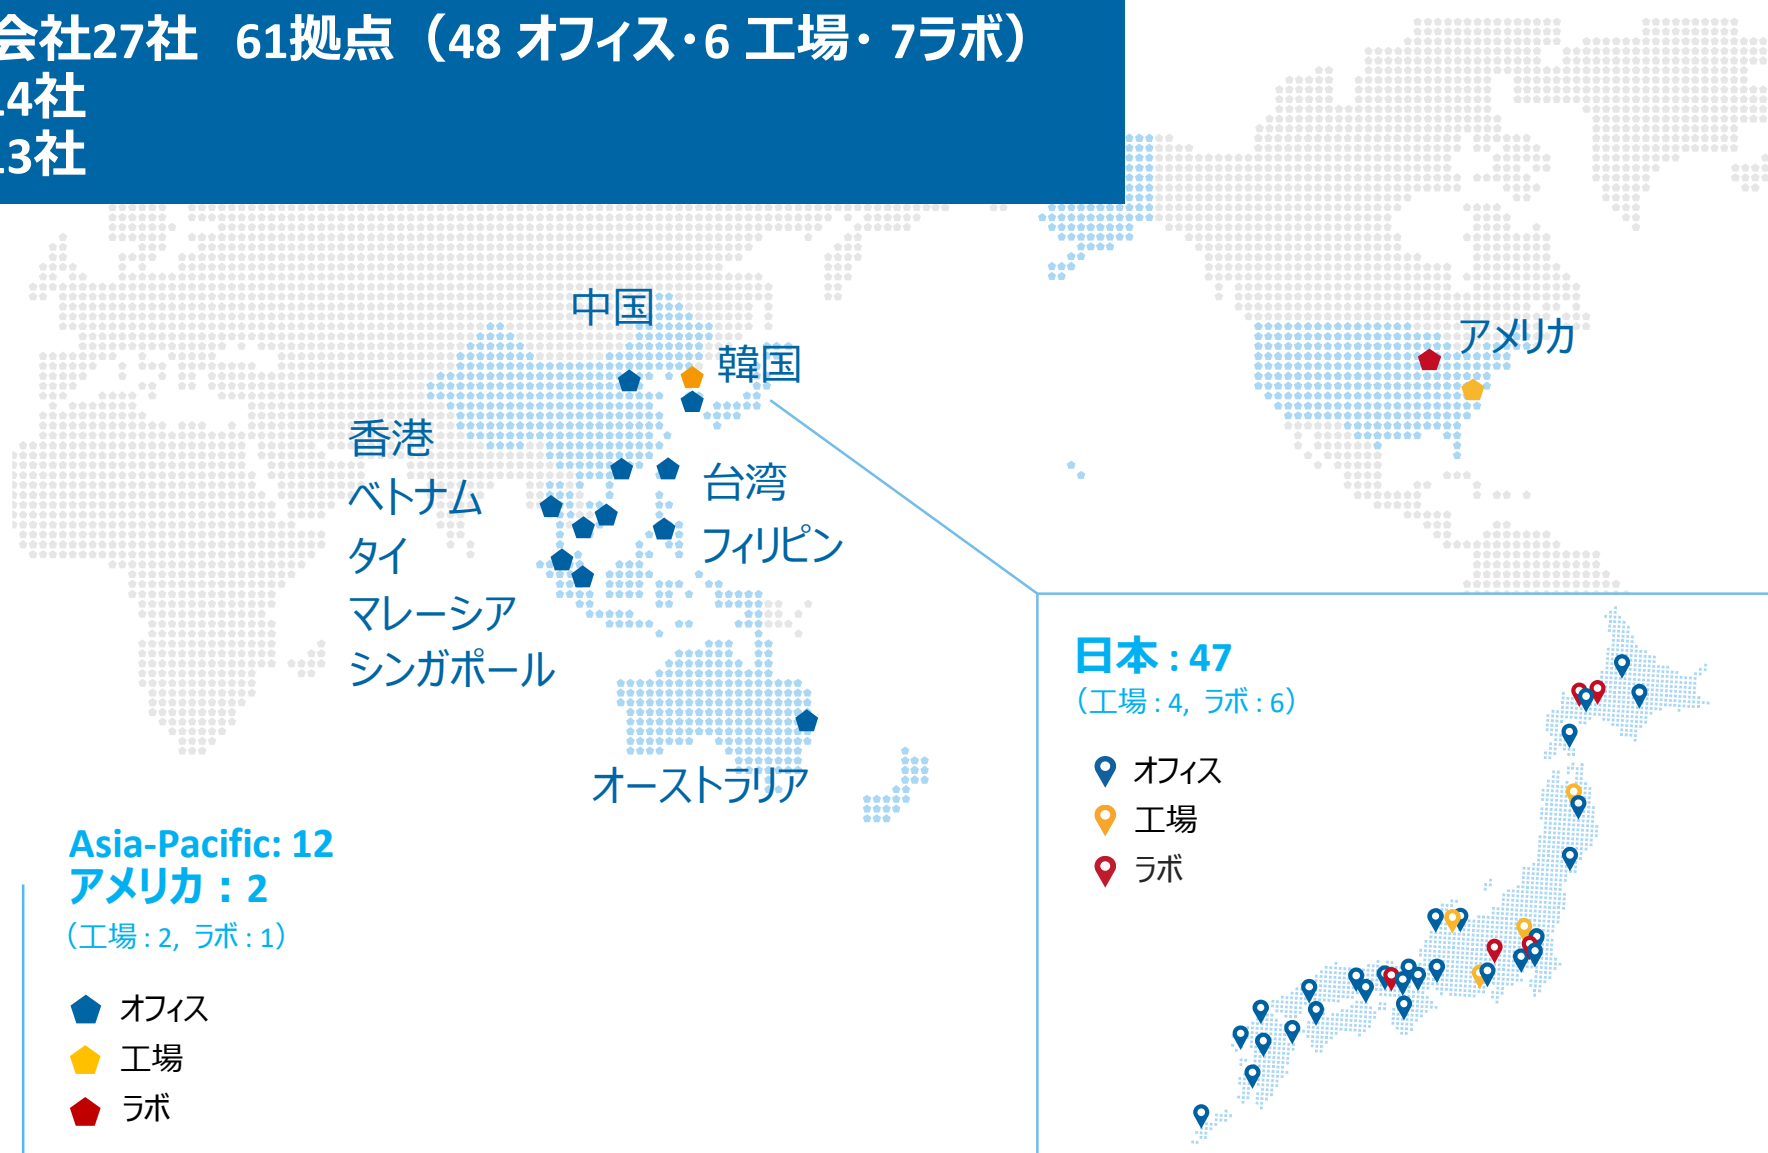 会社27社 61拠点（48 オフィス・6 工場・ 7ラボ）
14社
13社
中国
韓国
アメリカ
香港
ベトナム
タイ
マレーシア
シンガポール
台湾
フィリピン
オーストラリア
Asia-Pacific: 12
アメリカ : 2
（工場 : 2, ラボ : 1）
オフィス
工場
ラボ
日本 : 47
（工場 : 4, ラボ : 6）
オフィス
工場
ラボ